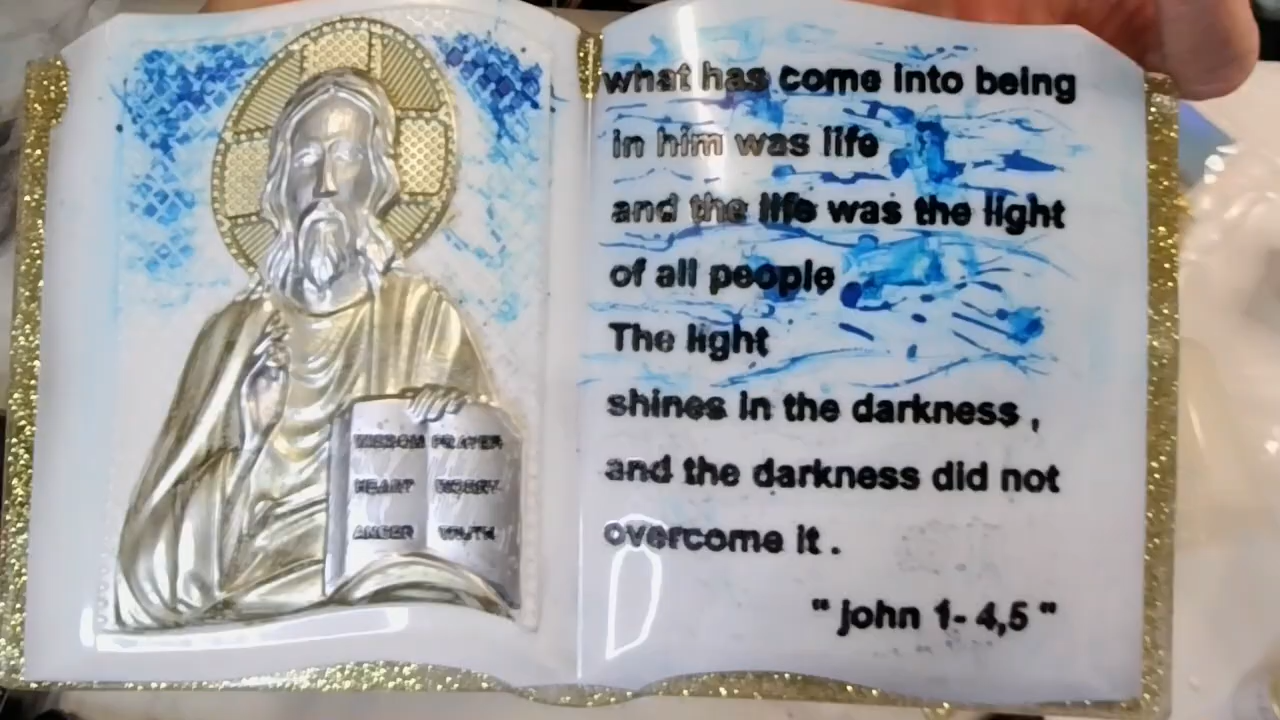 PRAYER
HEART WORRY
ANGER TRUTH
what has come into being
in him was life
and the life was the light
of all people
The light
shines in the darkness ,
and the darkness did not
overcome it .
" john 1- 4,5 "